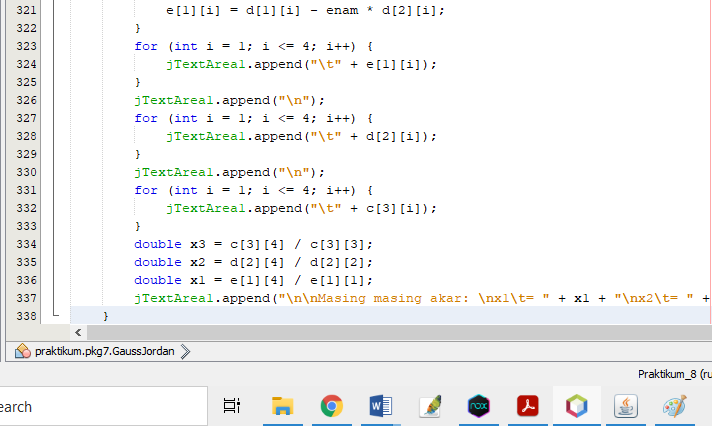 321 e[1][i] = d[1][i] - enam * d[2][i];
322 }
323 for (int i = 1; i <= 4; i++) {
324 jTextArea1.append("\t" + e[1][i]);
325 }
326 jTextArea1.append("\n");
327 for (int i = 1; i <= 4; i++) {
328 jTextArea1.append("\t" + d[2][i]);
329 }
330 jTextArea1.append("\n");
331 for (int i = 1; i <= 4; i++) {
332 jTextArea1.append("\t" + c[3][i]);
333 }
334 double x3 = c[3][4] / c[3][3];
335 double x2 = d[2][4] / d[2][2];
336 double x1 = e[1][4] / e[1][1];
337 jTextArea1.append("\n\nMasing masing akar: \nx1\t= " + x1 + "\nx2\t= " +
338 }
praktikum.pkg7.GaussJordan
Praktikum_8 (ru
earch
W
nox